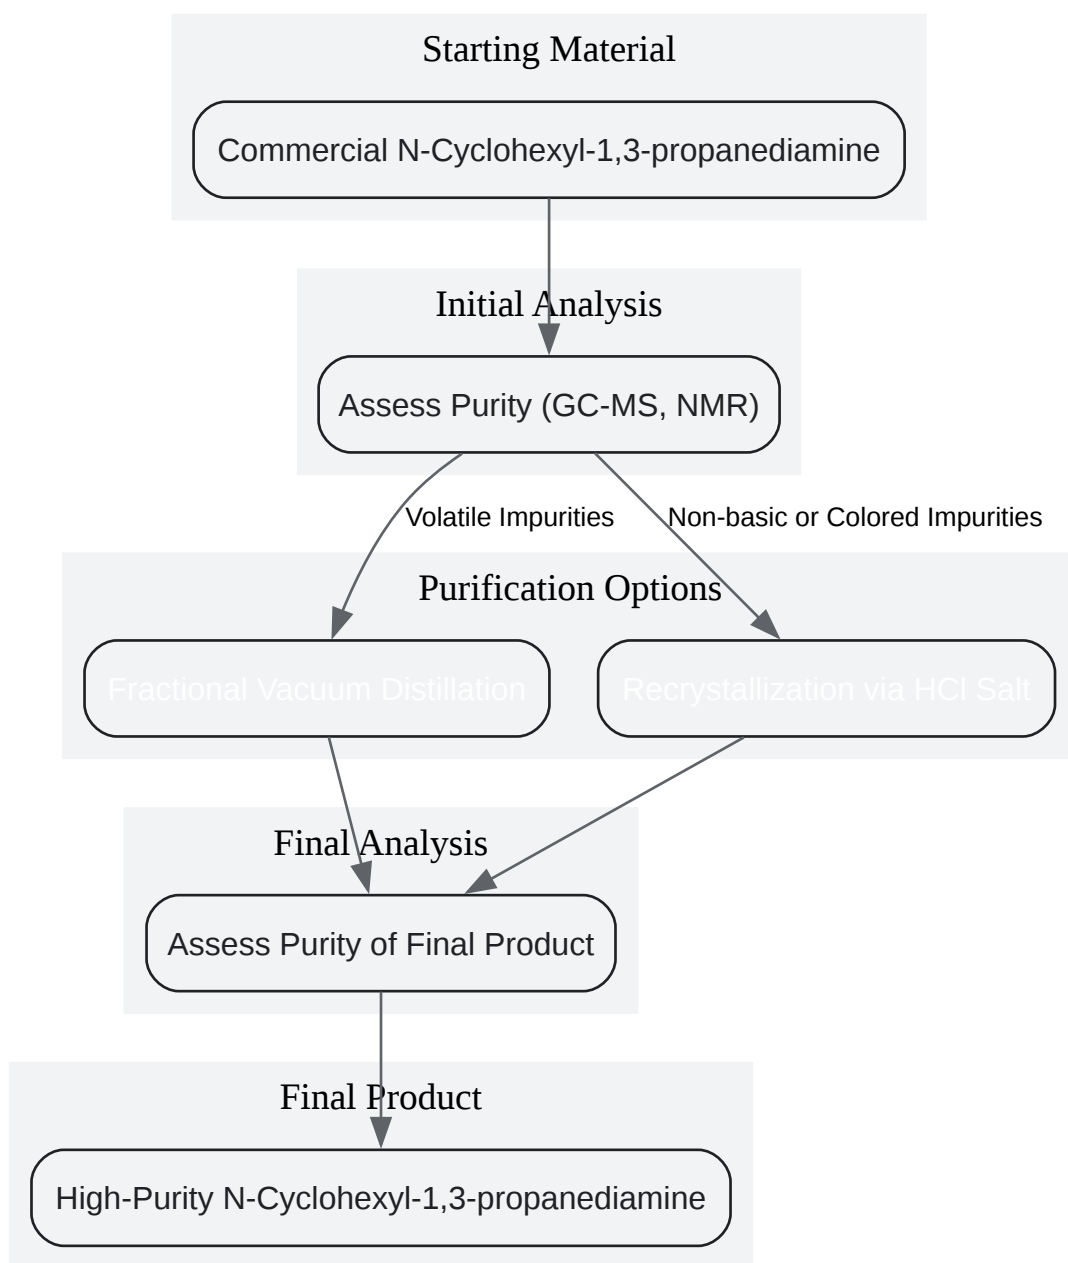 Starting Material
Commercial N-Cyclohexyl-1,3-propanediamine
Initial Analysis
Assess Purity (GC-MS, NMR)
Volatile Impurities
Non-basic or Colored Impurities
Purification Options
Fractional Vacuum Distillation
Recrystallization via HCl Salt
Final Analysis
Assess Purity of Final Product
Final Product
High-Purity N-Cyclohexyl-1,3-propanediamine